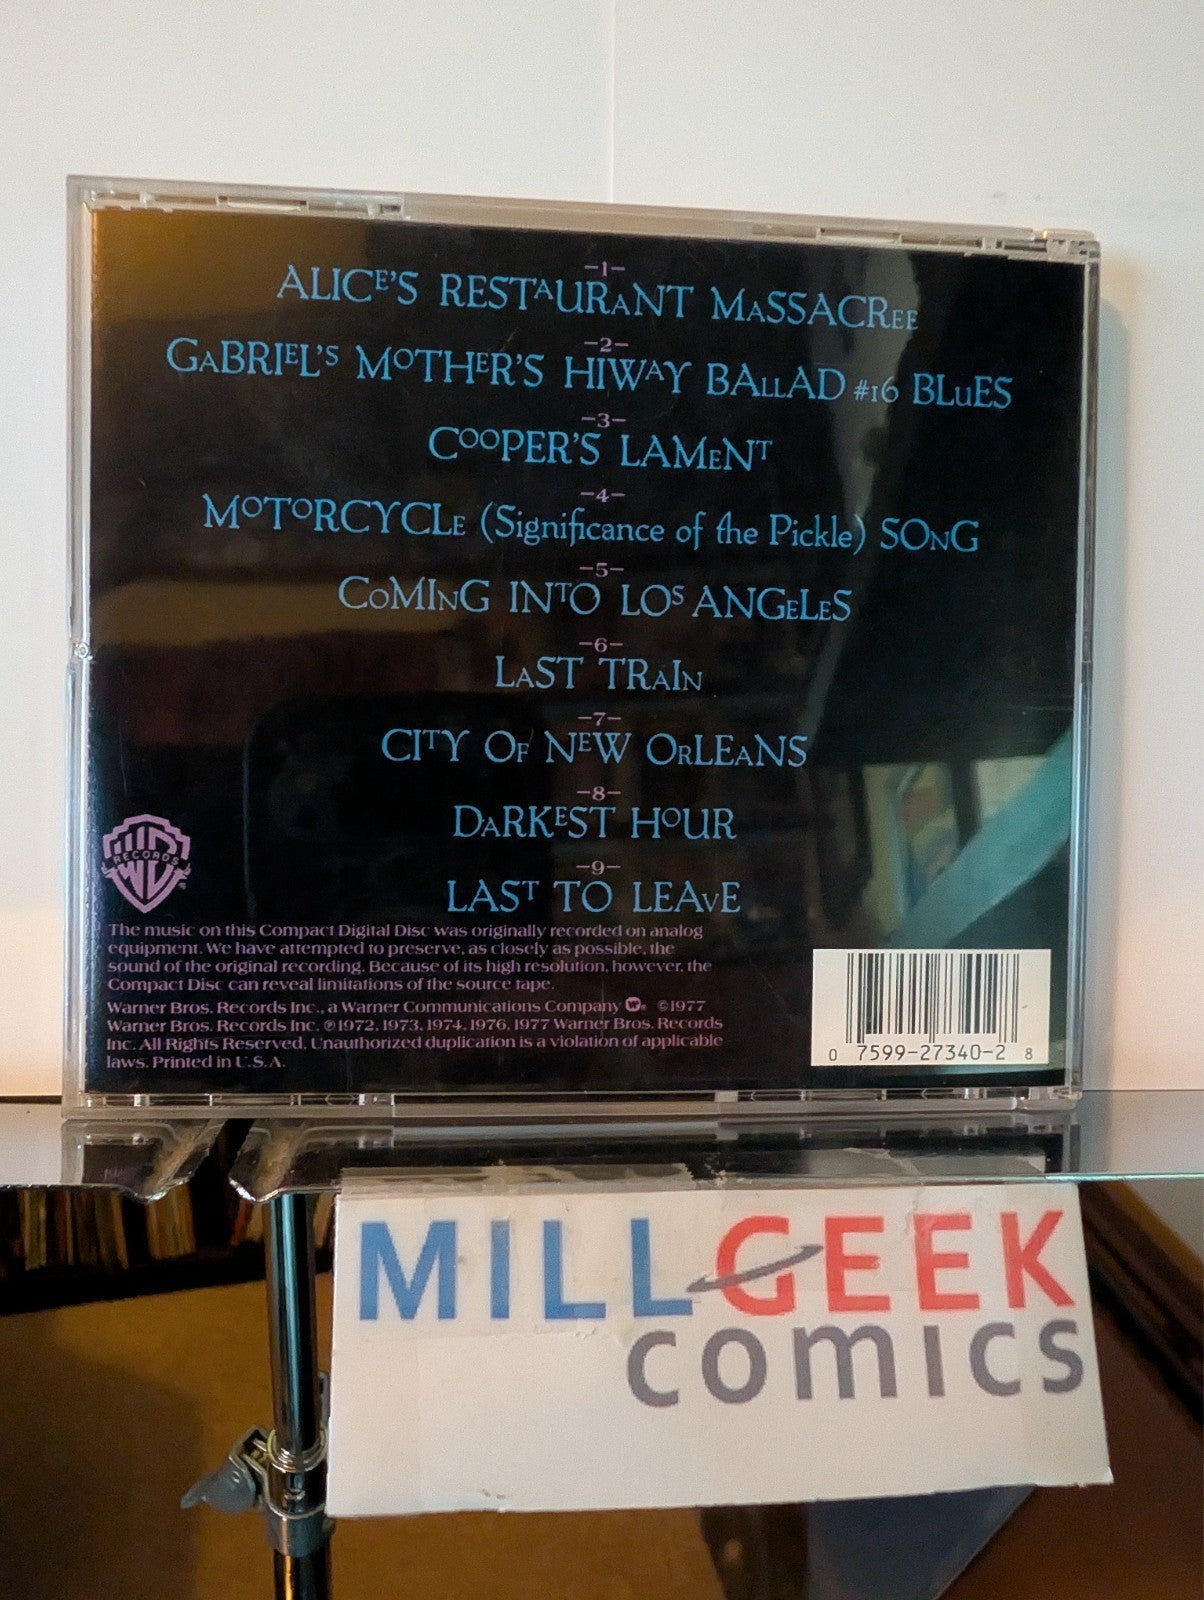 -1-
ALICE'S RESTAURANT MASSACREE
-2-
GABRIEL'S MOTHER'S HIWAY BALLAD #16 BLUES
-3-
COOPER'S LAMENT
-4-
MOTORCYCLE (Significance of the Pickle) SONG
-5-
COMING INTO LOS ANGELES
-6-
LAST TRAIN
-7-
CITY OF NEW ORLEANS
-8-
DARKEST HOUR
-9-
LAST TO LEAVE
WB
RECORDS
The music on this Compact Digital Disc was originally recorded on analog
equipment. We have attempted to preserve, as closely as possible, the
sound of the original recording. Because of its high resolution, however, the
Compact Disc can reveal limitations of the source tape.
Warner Bros. Records Inc., a Warner Communications Company ©1977
Warner Bros. Records Inc. ℗1972, 1973, 1974, 1976, 1977 Warner Bros. Records
Inc. All Rights Reserved. Unauthorized duplication is a violation of applicable
laws. Printed in U.S.A.
0 7599-27340-2 8
MILLGEEK
comics